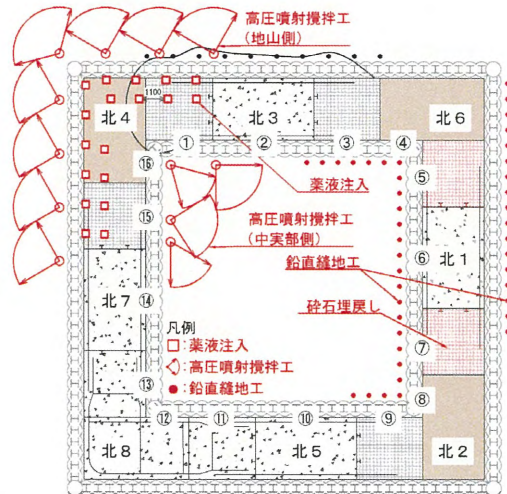 高圧噴射攪拌工
(地山側)
北4
1100
北3
北6
①
②
③
④
⑯
薬液注入
⑤
⑮
高圧噴射攪拌工
(中実部側)
鉛直縫地工
⑥
北1
砕石埋戻し
北7
⑭
凡例
:薬液注入
:高圧噴射攪拌工
:鉛直縫地工
⑦
⑬
⑧
⑫
⑪
⑩
⑨
北8
北5
北2